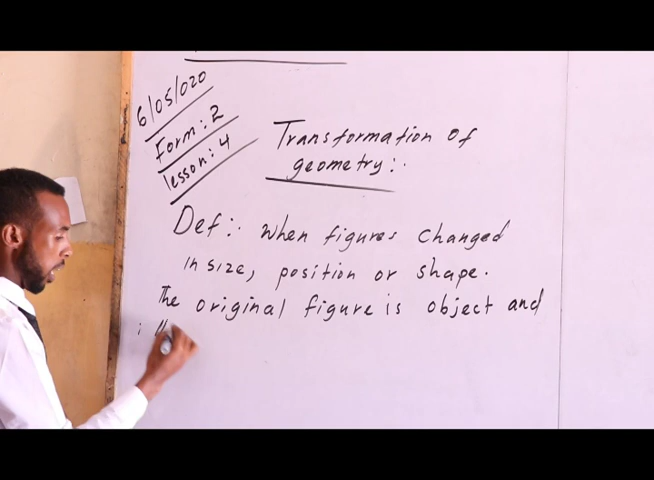 6/05/020
Form: 2
lesson: 4
Transformation of
geometry:.
Def:. When figures changed
in size, position or shape.
The original figure is object and